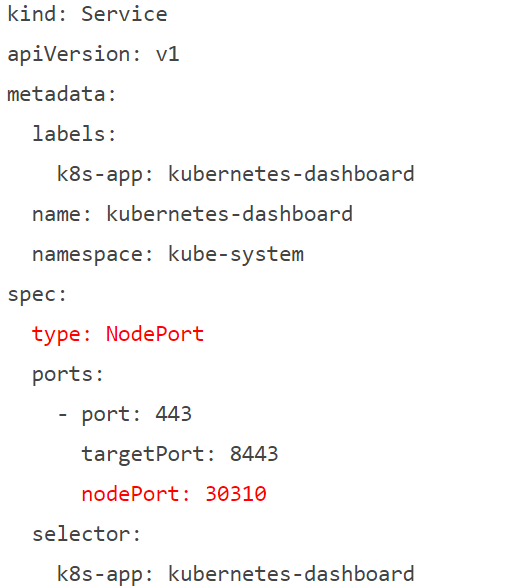 kind: Service
apiVersion: v1
metadata:
  labels:
    k8s-app: kubernetes-dashboard
  name: kubernetes-dashboard
  namespace: kube-system
spec:
  type: NodePort
  ports:
    - port: 443
      targetPort: 8443
      nodePort: 30310
  selector:
    k8s-app: kubernetes-dashboard